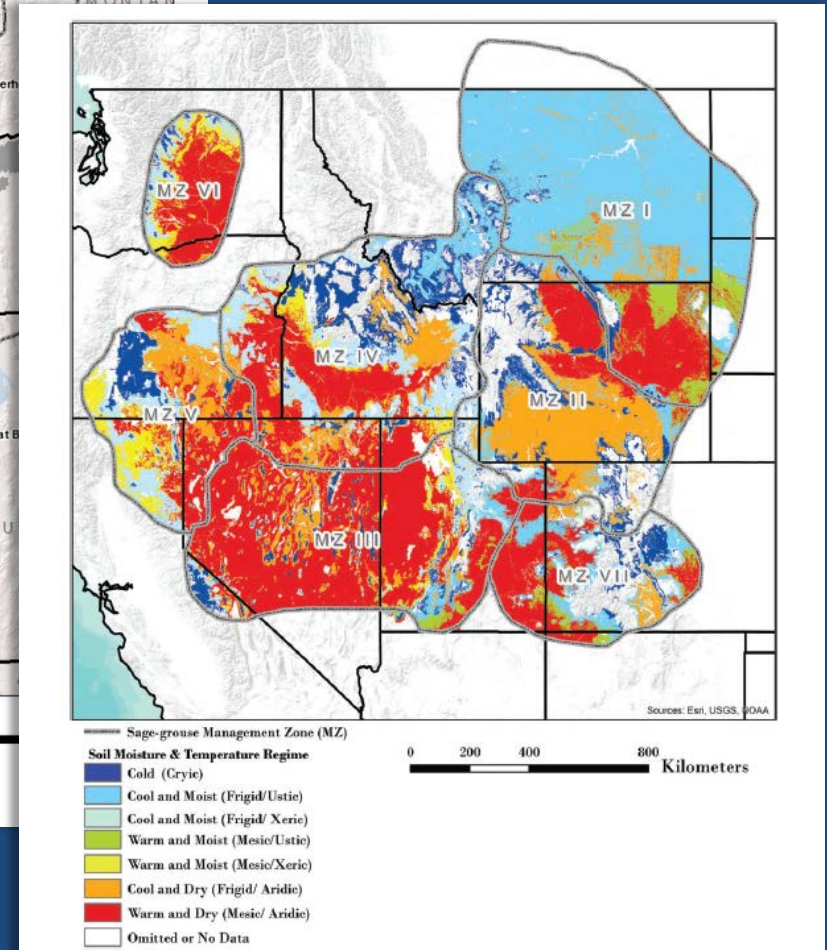 MONTAN
erh
at B
U
MZ VI
MZ I
MZ IV
MZ V
MZ II
MZ III
MZ VII
Sources: Esri, USGS, NOAA
Sage-grouse Management Zone (MZ)
Soil Moisture & Temperature Regime
Cold (Cryic)
Cool and Moist (Frigid/Ustic)
Cool and Moist (Frigid/ Xeric)
Warm and Moist (Mesic/Ustic)
Warm and Moist (Mesic/Xeric)
Cool and Dry (Frigid/ Aridic)
Warm and Dry (Mesic/ Aridic)
Omitted or No Data
0 200 400 800
Kilometers